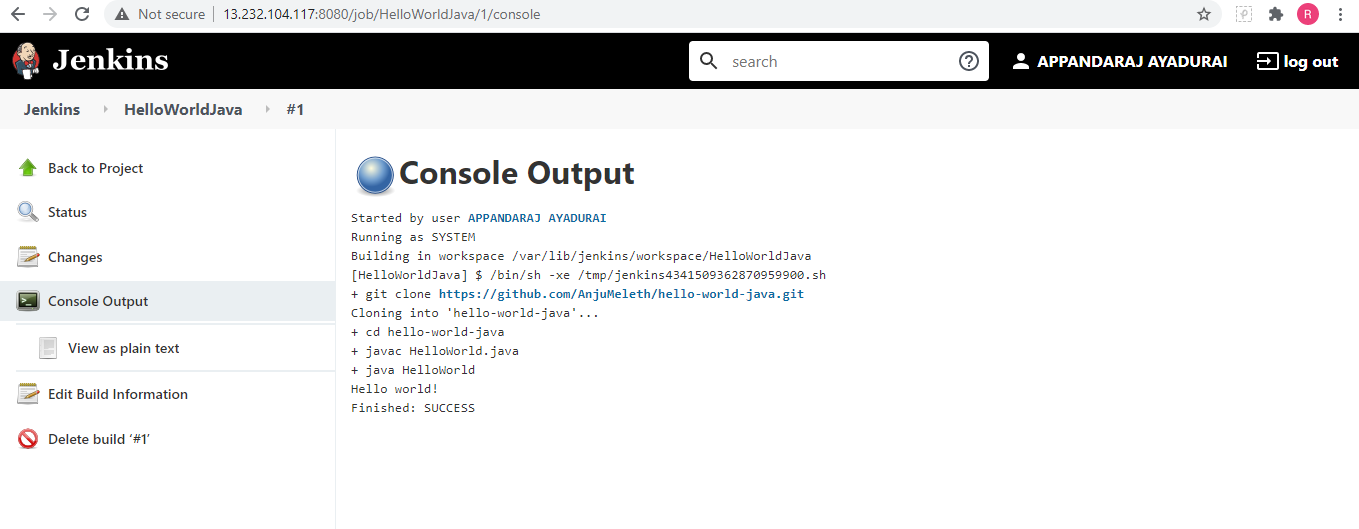 Not secure | 13.232.104.117:8080/job/HelloWorldJava/1/console
R
Jenkins
search
APPANDARAJ AYADURAI
log out
Jenkins HelloWorldJava #1
Back to Project
Status
Changes
Console Output
View as plain text
Edit Build Information
Delete build ‘#1’
Console Output
Started by user APPANDARAJ AYADURAI
Running as SYSTEM
Building in workspace /var/lib/jenkins/workspace/HelloWorldJava
[HelloWorldJava] $ /bin/sh -xe /tmp/jenkins4341509362870959900.sh
+ git clone https://github.com/AnjuMeleth/hello-world-java.git
Cloning into 'hello-world-java'...
+ cd hello-world-java
+ javac HelloWorld.java
+ java HelloWorld
Hello world!
Finished: SUCCESS